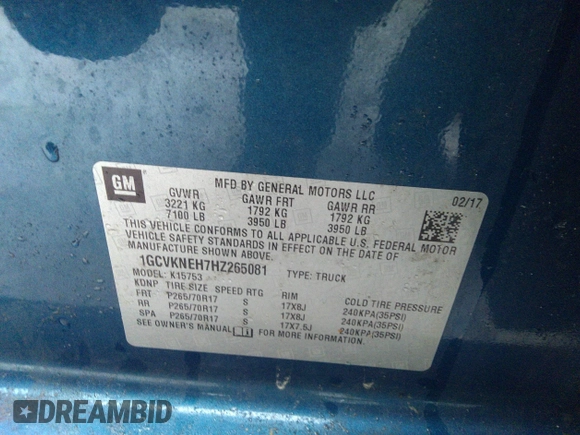 GM
MFD BY GENERAL MOTORS LLC
02/17
GVWR GAWR FRT GAWR RR
3221 KG 1792 KG 1792 KG
7100 LB 3950 LB 3950 LB
THIS VEHICLE CONFORMS TO ALL APPLICABLE U.S. FEDERAL MOTOR
VEHICLE SAFETY STANDARDS IN EFFECT ON THE DATE OF
MANUFACTURE SHOWN ABOVE.
1GCVKNEH7HZ265081 TYPE: TRUCK
MODEL: K15753
KDNP TIRE SIZE SPEED RTG RIM COLD TIRE PRESSURE
FRT P265/70R17 S 17X8J 240KPA(35PSI)
RR P265/70R17 S 17X8J 240KPA(35PSI)
SPA P265/70R17 S 17X7.5J 240KPA(35PSI)
SEE OWNER'S MANUAL FOR MORE INFORMATION.
DREAMBID